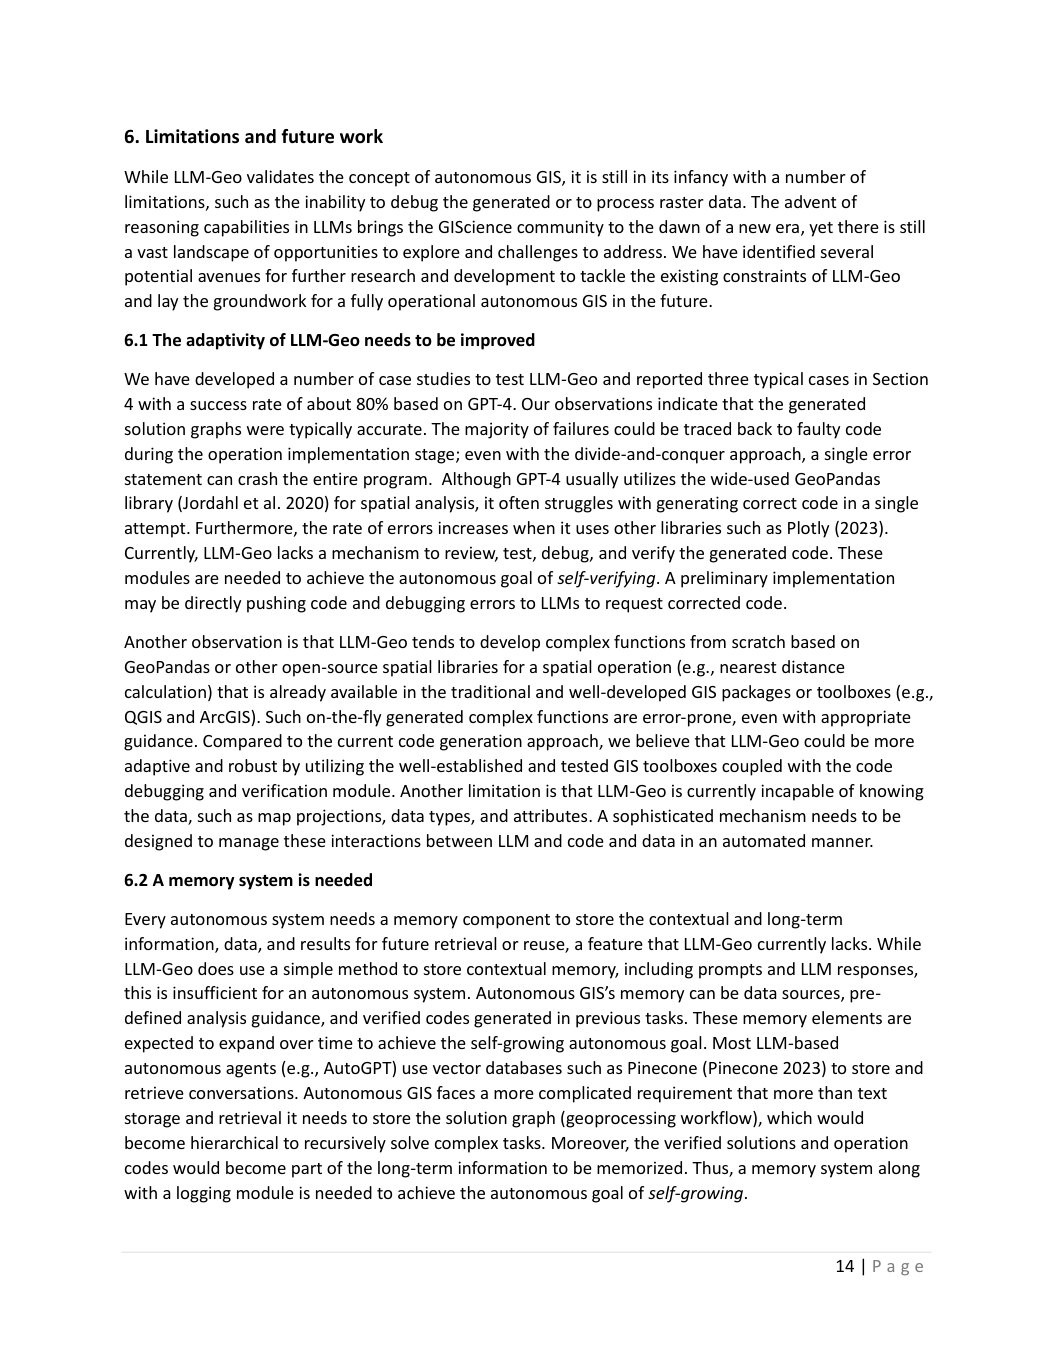 6. Limitations and future work
While LLM-Geo validates the concept of autonomous GIS, it is still in its infancy with a number of
limitations, such as the inability to debug the generated or to process raster data. The advent of
reasoning capabilities in LLMs brings the GIScience community to the dawn of a new era, yet there is still
a vast landscape of opportunities to explore and challenges to address. We have identified several
potential avenues for further research and development to tackle the existing constraints of LLM-Geo
and lay the groundwork for a fully operational autonomous GIS in the future.
6.1 The adaptivity of LLM-Geo needs to be improved
We have developed a number of case studies to test LLM-Geo and reported three typical cases in Section
4 with a success rate of about 80% based on GPT-4. Our observations indicate that the generated
solution graphs were typically accurate. The majority of failures could be traced back to faulty code
during the operation implementation stage; even with the divide-and-conquer approach, a single error
statement can crash the entire program.  Although GPT-4 usually utilizes the wide-used GeoPandas
library (Jordahl et al. 2020) for spatial analysis, it often struggles with generating correct code in a single
attempt. Furthermore, the rate of errors increases when it uses other libraries such as Plotly (2023).
Currently, LLM-Geo lacks a mechanism to review, test, debug, and verify the generated code. These
modules are needed to achieve the autonomous goal of self-verifying. A preliminary implementation
may be directly pushing code and debugging errors to LLMs to request corrected code.
Another observation is that LLM-Geo tends to develop complex functions from scratch based on
GeoPandas or other open-source spatial libraries for a spatial operation (e.g., nearest distance
calculation) that is already available in the traditional and well-developed GIS packages or toolboxes (e.g.,
QGIS and ArcGIS). Such on-the-fly generated complex functions are error-prone, even with appropriate
guidance. Compared to the current code generation approach, we believe that LLM-Geo could be more
adaptive and robust by utilizing the well-established and tested GIS toolboxes coupled with the code
debugging and verification module. Another limitation is that LLM-Geo is currently incapable of knowing
the data, such as map projections, data types, and attributes. A sophisticated mechanism needs to be
designed to manage these interactions between LLM and code and data in an automated manner.
6.2 A memory system is needed
Every autonomous system needs a memory component to store the contextual and long-term
information, data, and results for future retrieval or reuse, a feature that LLM-Geo currently lacks. While
LLM-Geo does use a simple method to store contextual memory, including prompts and LLM responses,
this is insufficient for an autonomous system. Autonomous GIS’s memory can be data sources, pre-
defined analysis guidance, and verified codes generated in previous tasks. These memory elements are
expected to expand over time to achieve the self-growing autonomous goal. Most LLM-based
autonomous agents (e.g., AutoGPT) use vector databases such as Pinecone (Pinecone 2023) to store and
retrieve conversations. Autonomous GIS faces a more complicated requirement that more than text
storage and retrieval it needs to store the solution graph (geoprocessing workflow), which would
become hierarchical to recursively solve complex tasks. Moreover, the verified solutions and operation
codes would become part of the long-term information to be memorized. Thus, a memory system along
with a logging module is needed to achieve the autonomous goal of self-growing.
14 | P a g e